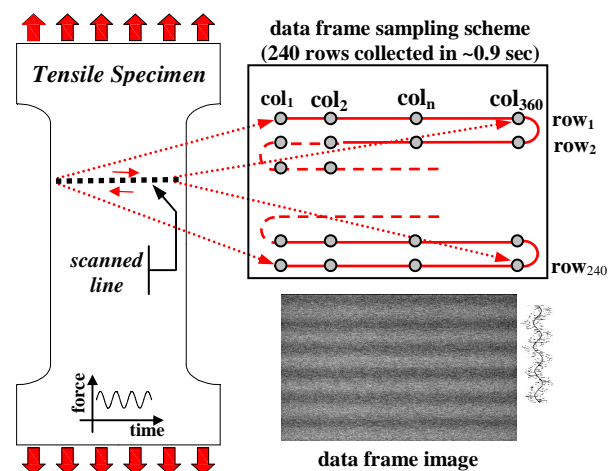 data frame sampling scheme
(240 rows collected in ~0.9 sec)
Tensile Specimen
col₁ col₂ colₙ col₃₆₀
row₁
row₂
scanned
line
row₂₄₀
force
time
data frame image